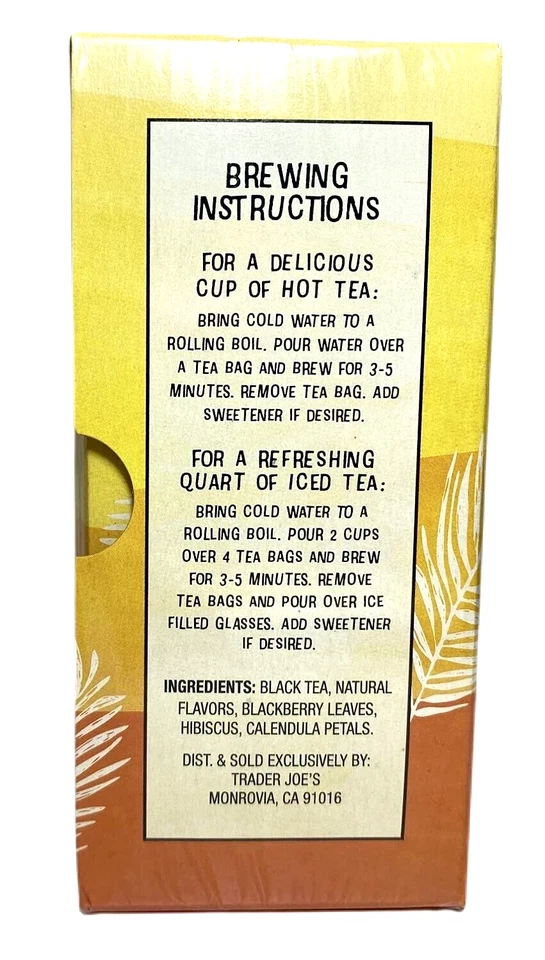 BREWING
INSTRUCTIONS
FOR A DELICIOUS
CUP OF HOT TEA:
BRING COLD WATER TO A
ROLLING BOIL. POUR WATER OVER
A TEA BAG AND BREW FOR 3-5
MINUTES. REMOVE TEA BAG. ADD
SWEETENER IF DESIRED.
FOR A REFRESHING
QUART OF ICED TEA:
BRING COLD WATER TO A
ROLLING BOIL. POUR 2 CUPS
OVER 4 TEA BAGS AND BREW
FOR 3-5 MINUTES. REMOVE
TEA BAGS AND POUR OVER ICE
FILLED GLASSES. ADD SWEETENER
IF DESIRED.
INGREDIENTS: BLACK TEA, NATURAL
FLAVORS, BLACKBERRY LEAVES,
HIBISCUS, CALENDULA PETALS.
DIST. & SOLD EXCLUSIVELY BY:
TRADER JOE'S
MONROVIA, CA 91016